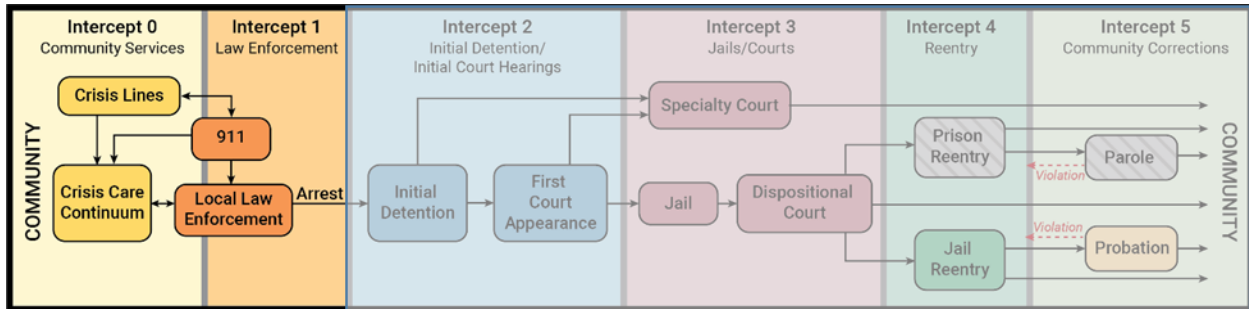 Intercept 0
Community Services
Intercept 1
Law Enforcement
Intercept 2
Initial Detention/
Initial Court Hearings
Intercept 3
Jails/Courts
Intercept 4
Reentry
Intercept 5
Community Corrections
COMMUNITY
Crisis Lines
911
Crisis Care
Continuum
Local Law
Enforcement
Arrest
Initial
Detention
First
Court
Appearance
Specialty Court
Jail
Dispositional
Court
Prison
Reentry
Parole
Violation
Jail
Reentry
Violation
Probation
COMMUNITY